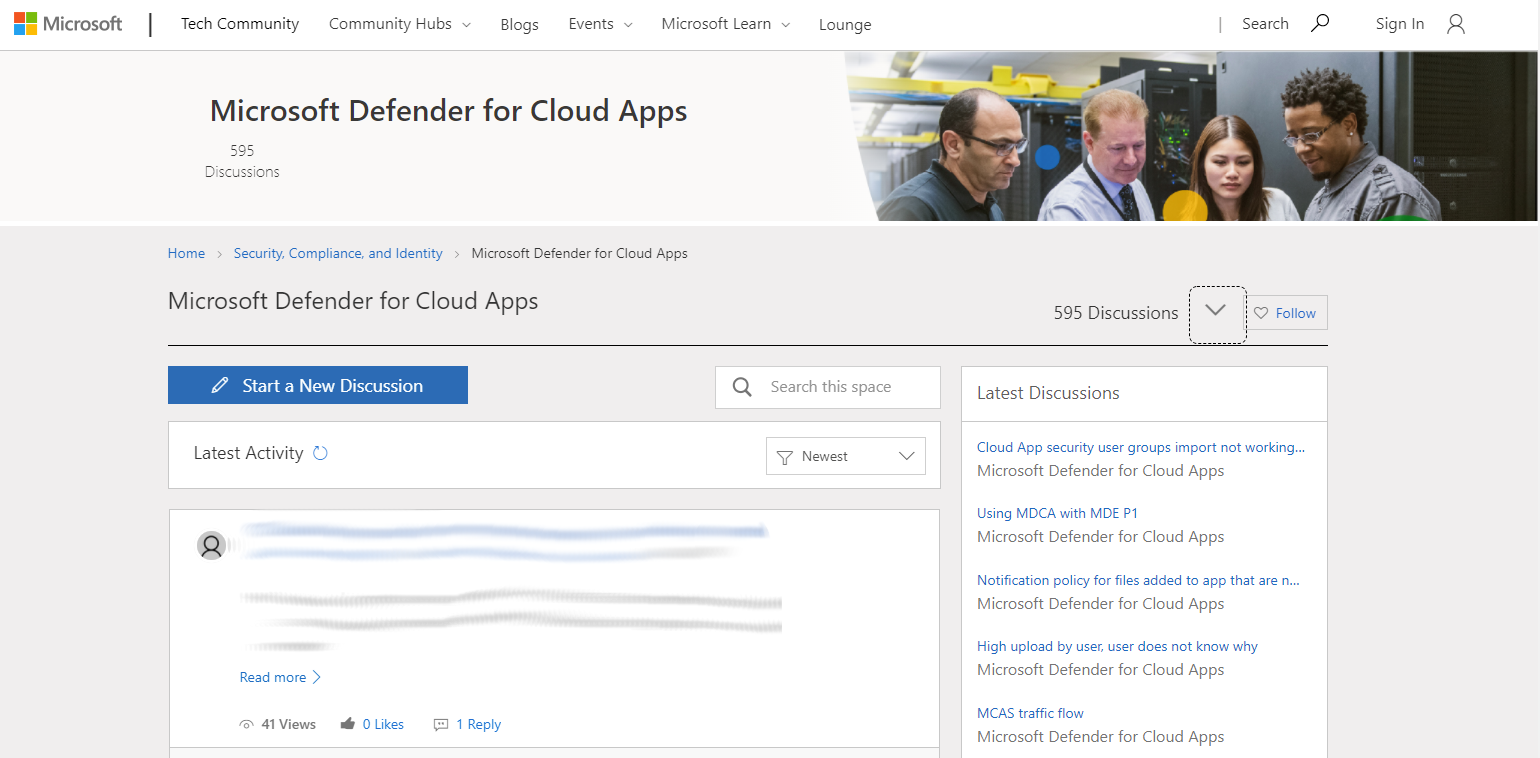 Microsoft
Tech Community Community Hubs Blogs Events Microsoft Learn Lounge
Search Sign In
Microsoft Defender for Cloud Apps
595
Discussions
Home > Security, Compliance, and Identity > Microsoft Defender for Cloud Apps
Microsoft Defender for Cloud Apps
595 Discussions
Follow
Start a New Discussion
Search this space
Latest Activity
Newest
Read more
41 Views 0 Likes 1 Reply
Latest Discussions
Cloud App security user groups import not working...
Microsoft Defender for Cloud Apps
Using MDCA with MDE P1
Microsoft Defender for Cloud Apps
Notification policy for files added to app that are n...
Microsoft Defender for Cloud Apps
High upload by user, user does not know why
Microsoft Defender for Cloud Apps
MCAS traffic flow
Microsoft Defender for Cloud Apps